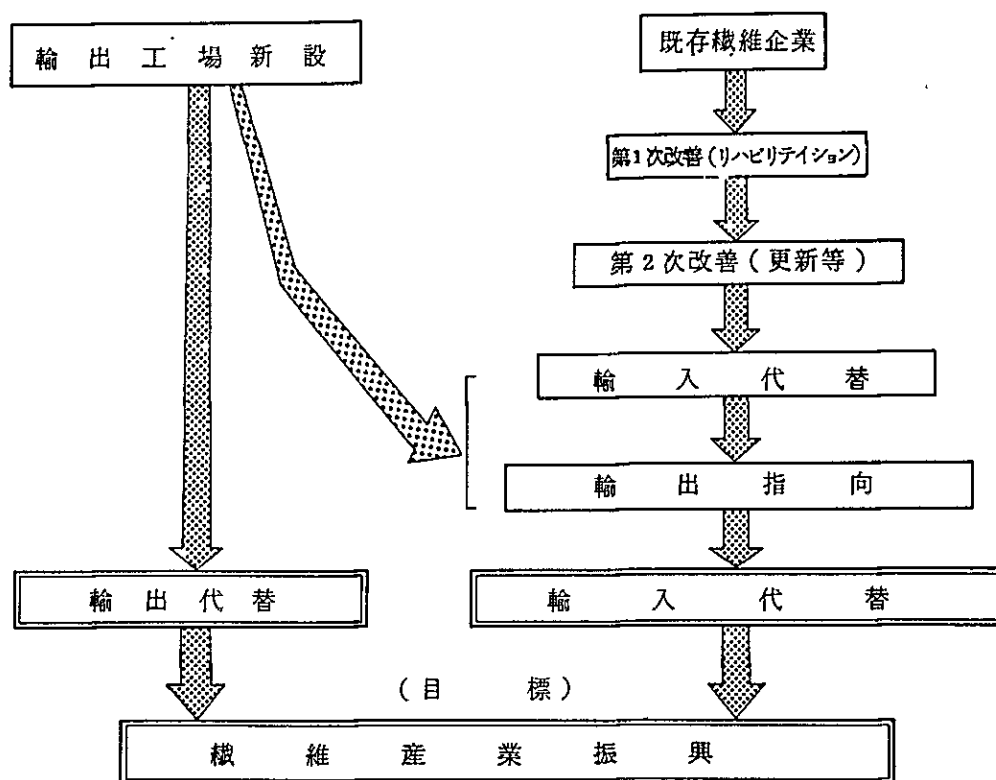 輸出工場新設
既存繊維企業
第1次改善(リハビリテイション)
第2次改善(更新等)
輸入代替
輸出指向
輸出代替
輸入代替
(目標)
繊維産業振興